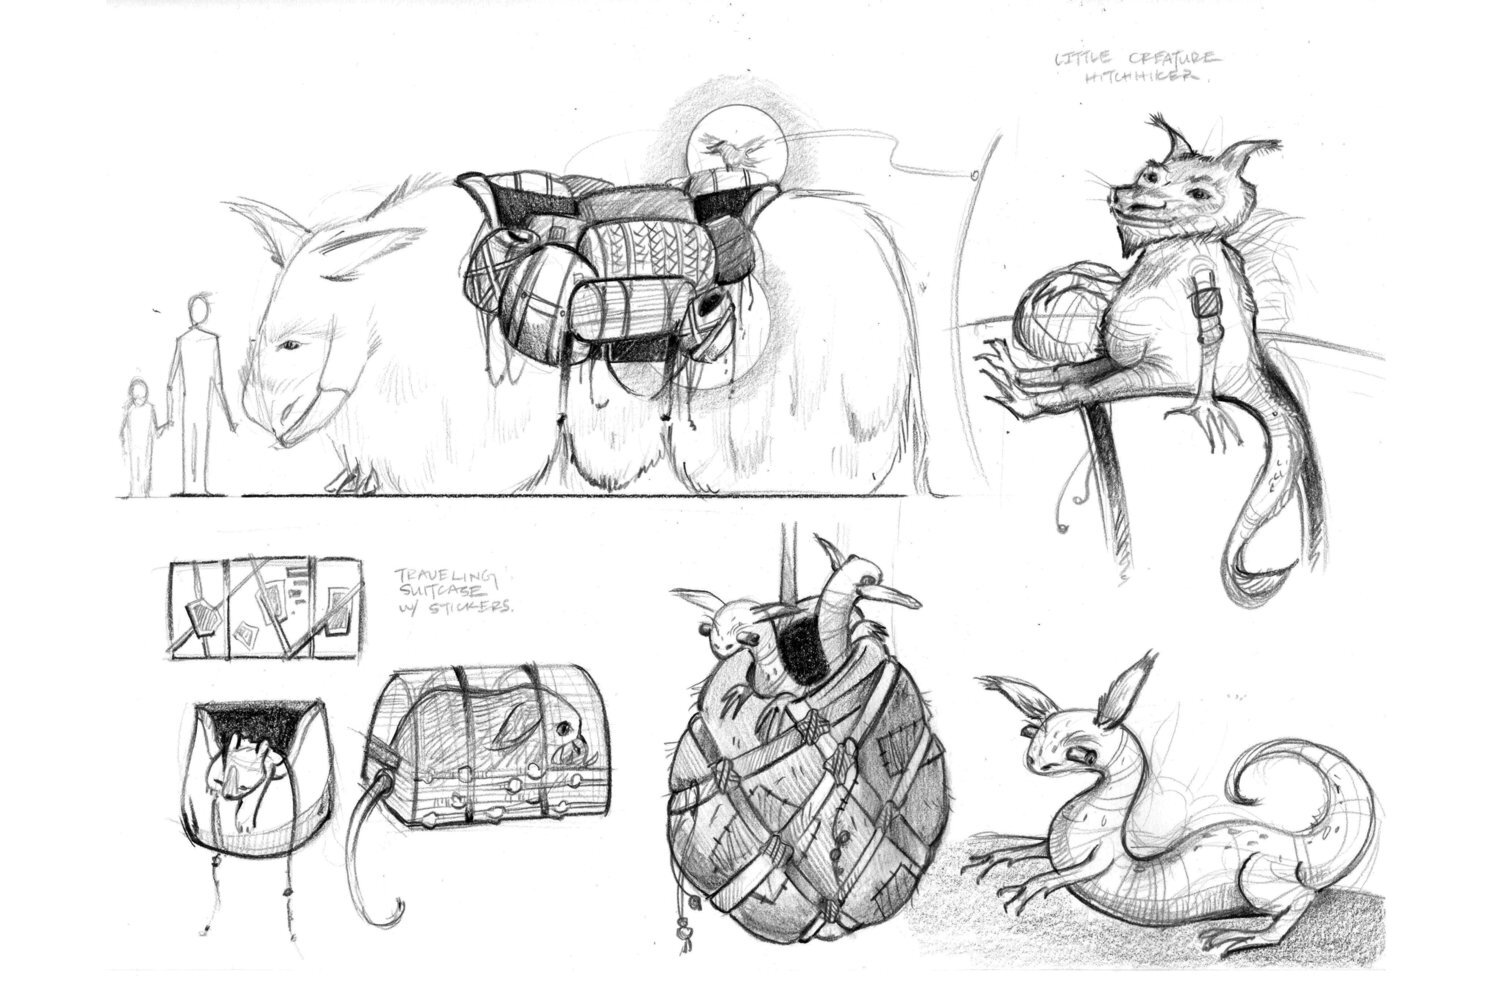 LITTLE CREATURE
HITCHHIKER.
TRAVELING
SUITCASE
W/ STICKERS.